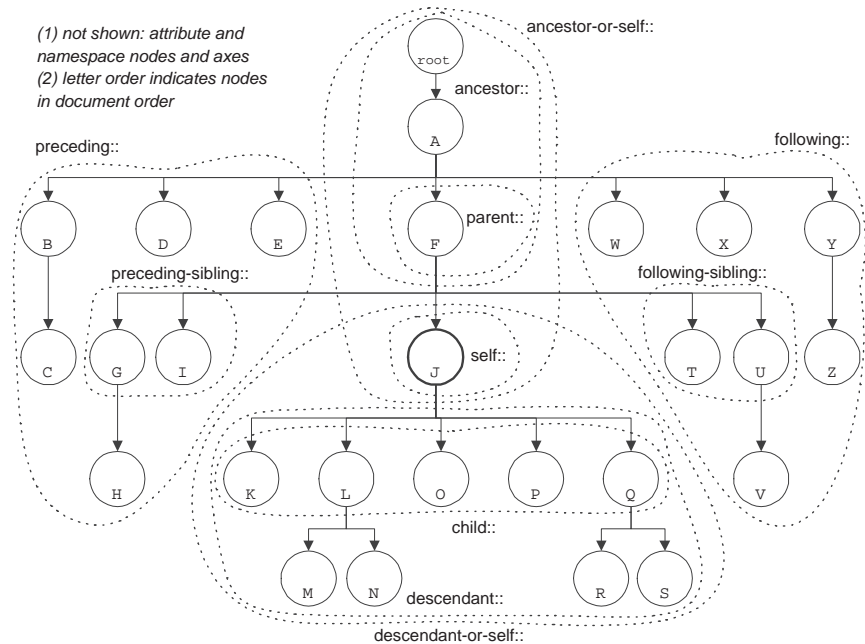 (1) not shown: attribute and
namespace nodes and axes
(2) letter order indicates nodes
in document order
ancestor-or-self::
root
ancestor::
A
preceding::
following::
B
D
E
F
parent::
W
X
Y
preceding-sibling::
following-sibling::
C
G
I
J
self::
T
U
Z
H
K
L
O
P
Q
V
child::
M
N
R
S
descendant::
descendant-or-self::